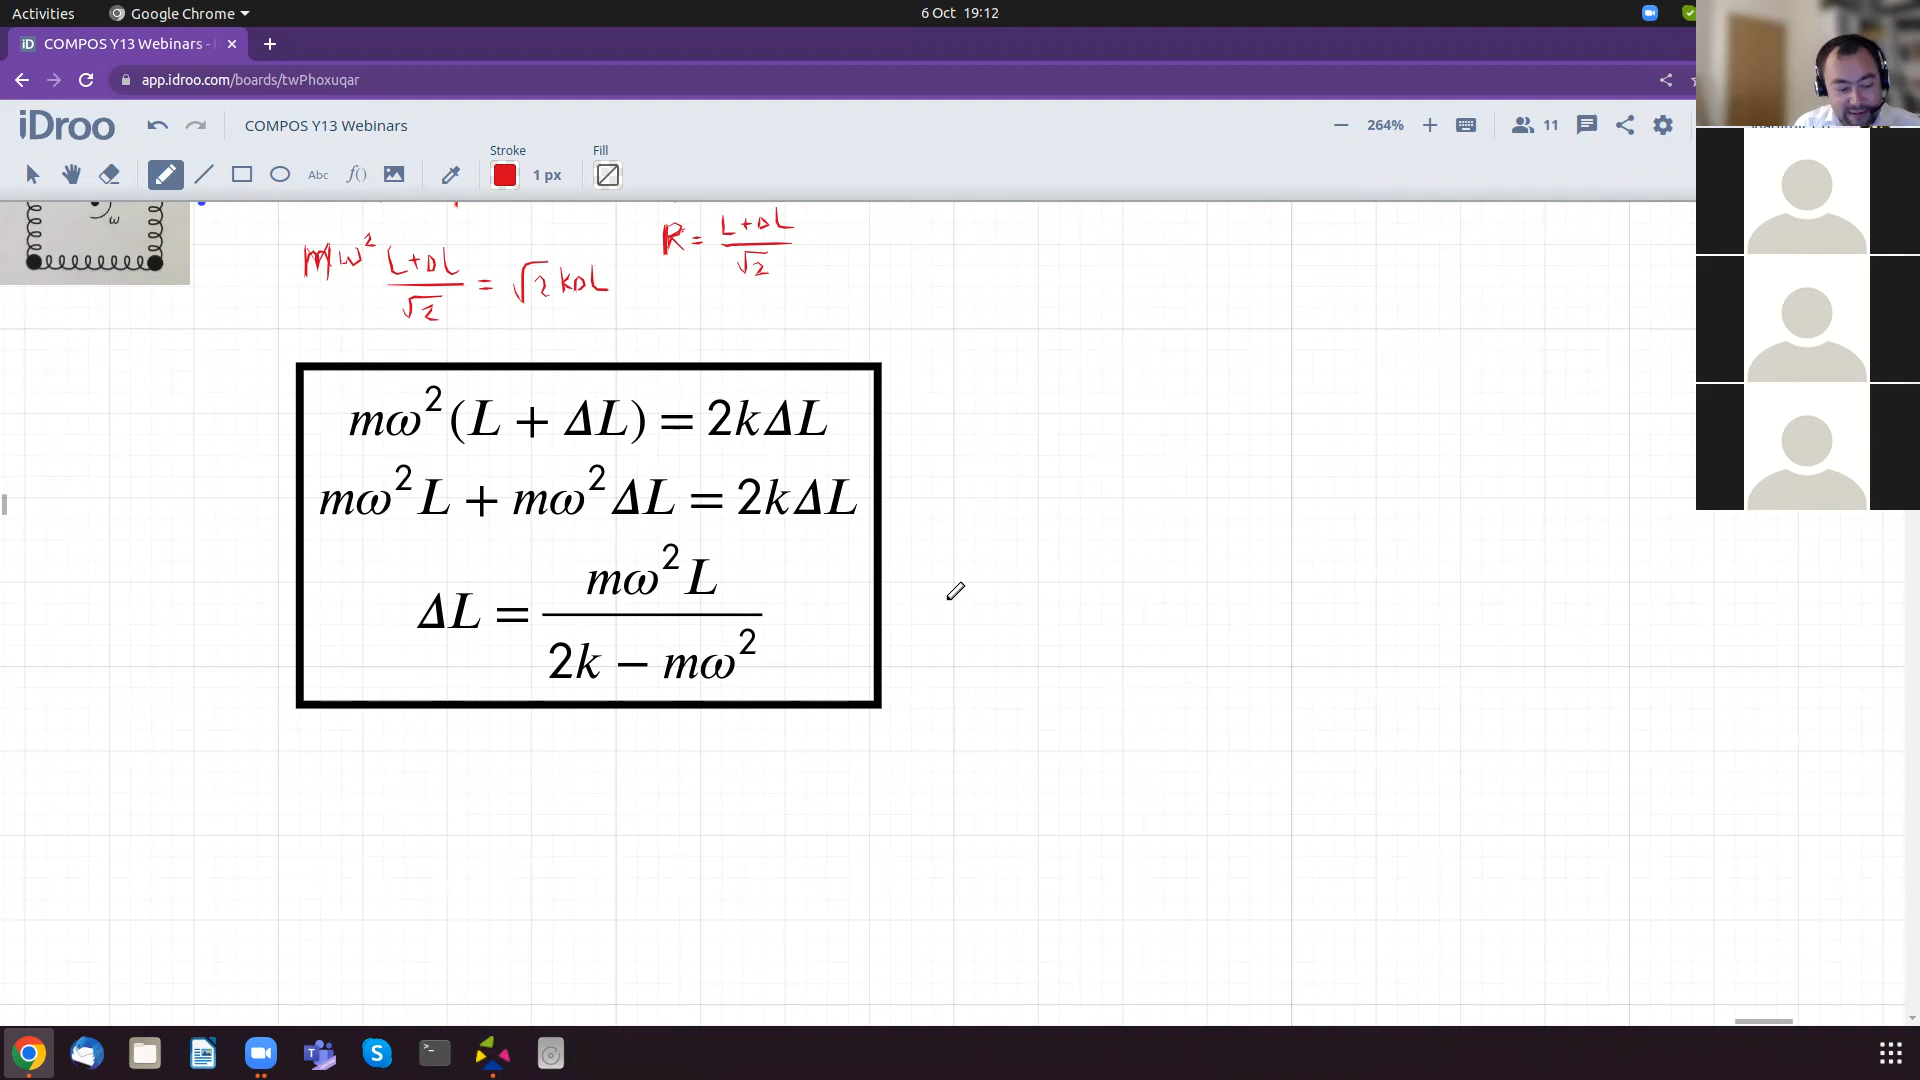 Activities Google Chrome 6 Oct 19:12
iD COMPOS Y13 Webinars -
app.idroo.com/boards/twPhoxuqar
iDroo COMPOS Y13 Webinars 264% 11
Stroke Fill
Abc f() 1 px
ω
R = L+ΔL / √2
mω² L+ΔL / √2 = √2 kΔL
mω²(L + ΔL) = 2kΔL
mω²L + mω²ΔL = 2kΔL
ΔL = mω²L / 2k − mω²